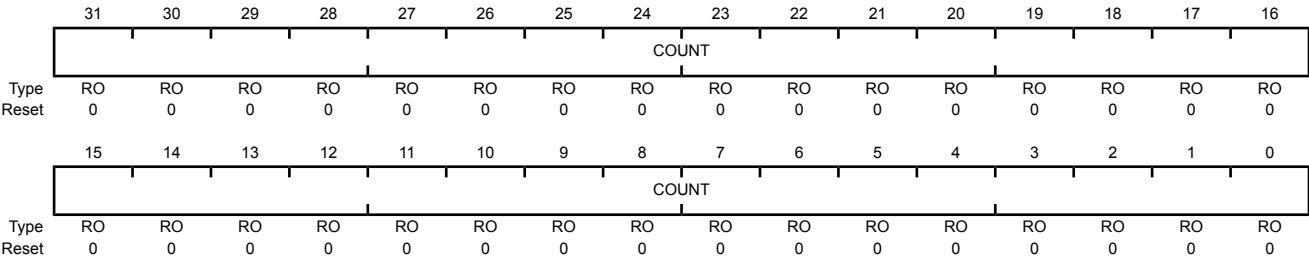 31 30 29 28 27 26 25 24 23 22 21 20 19 18 17 16
COUNT
Type RO RO RO RO RO RO RO RO RO RO RO RO RO RO RO RO
Reset 0 0 0 0 0 0 0 0 0 0 0 0 0 0 0 0
15 14 13 12 11 10 9 8 7 6 5 4 3 2 1 0
COUNT
Type RO RO RO RO RO RO RO RO RO RO RO RO RO RO RO RO
Reset 0 0 0 0 0 0 0 0 0 0 0 0 0 0 0 0